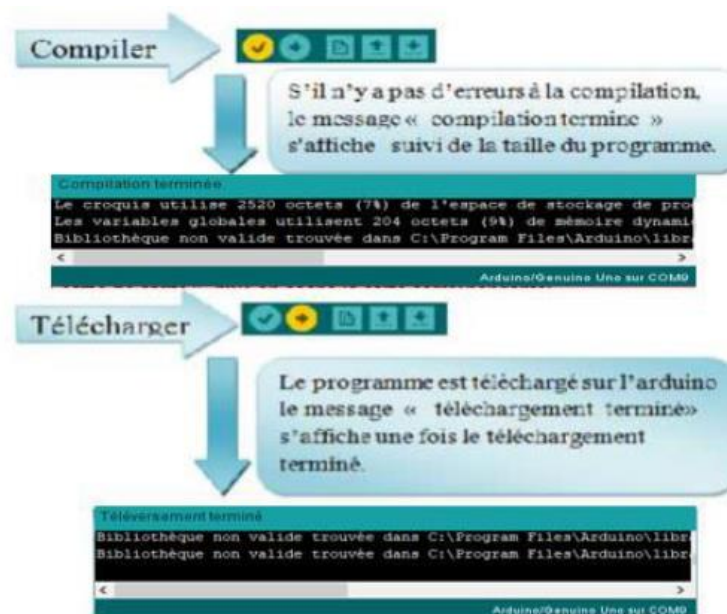 Compiler
S'il n'y a pas d'erreurs à la compilation,
le message « compilation termine »
s'affiche suivi de la taille du programme.
Compilation terminée.
Le croquis utilise 2520 octets (7%) de l'espace de stockage de pro
Les variables globales utilisent 204 octets (9%) de mémoire dynami
Bibliothèque non valide trouvée dans C:\Program Files\Arduino\libr
Arduino/Genuino Uno sur COM9
Télécharger
Le programme est téléchargé sur l'arduino
le message « téléchargement terminé»
s'affiche une fois le téléchargement
terminé.
Téléversement terminé
Bibliothèque non valide trouvée dans C:\Program Files\Arduino\libr
Bibliothèque non valide trouvée dans C:\Program Files\Arduino\libr
Arduino/Genuino Uno sur COM9